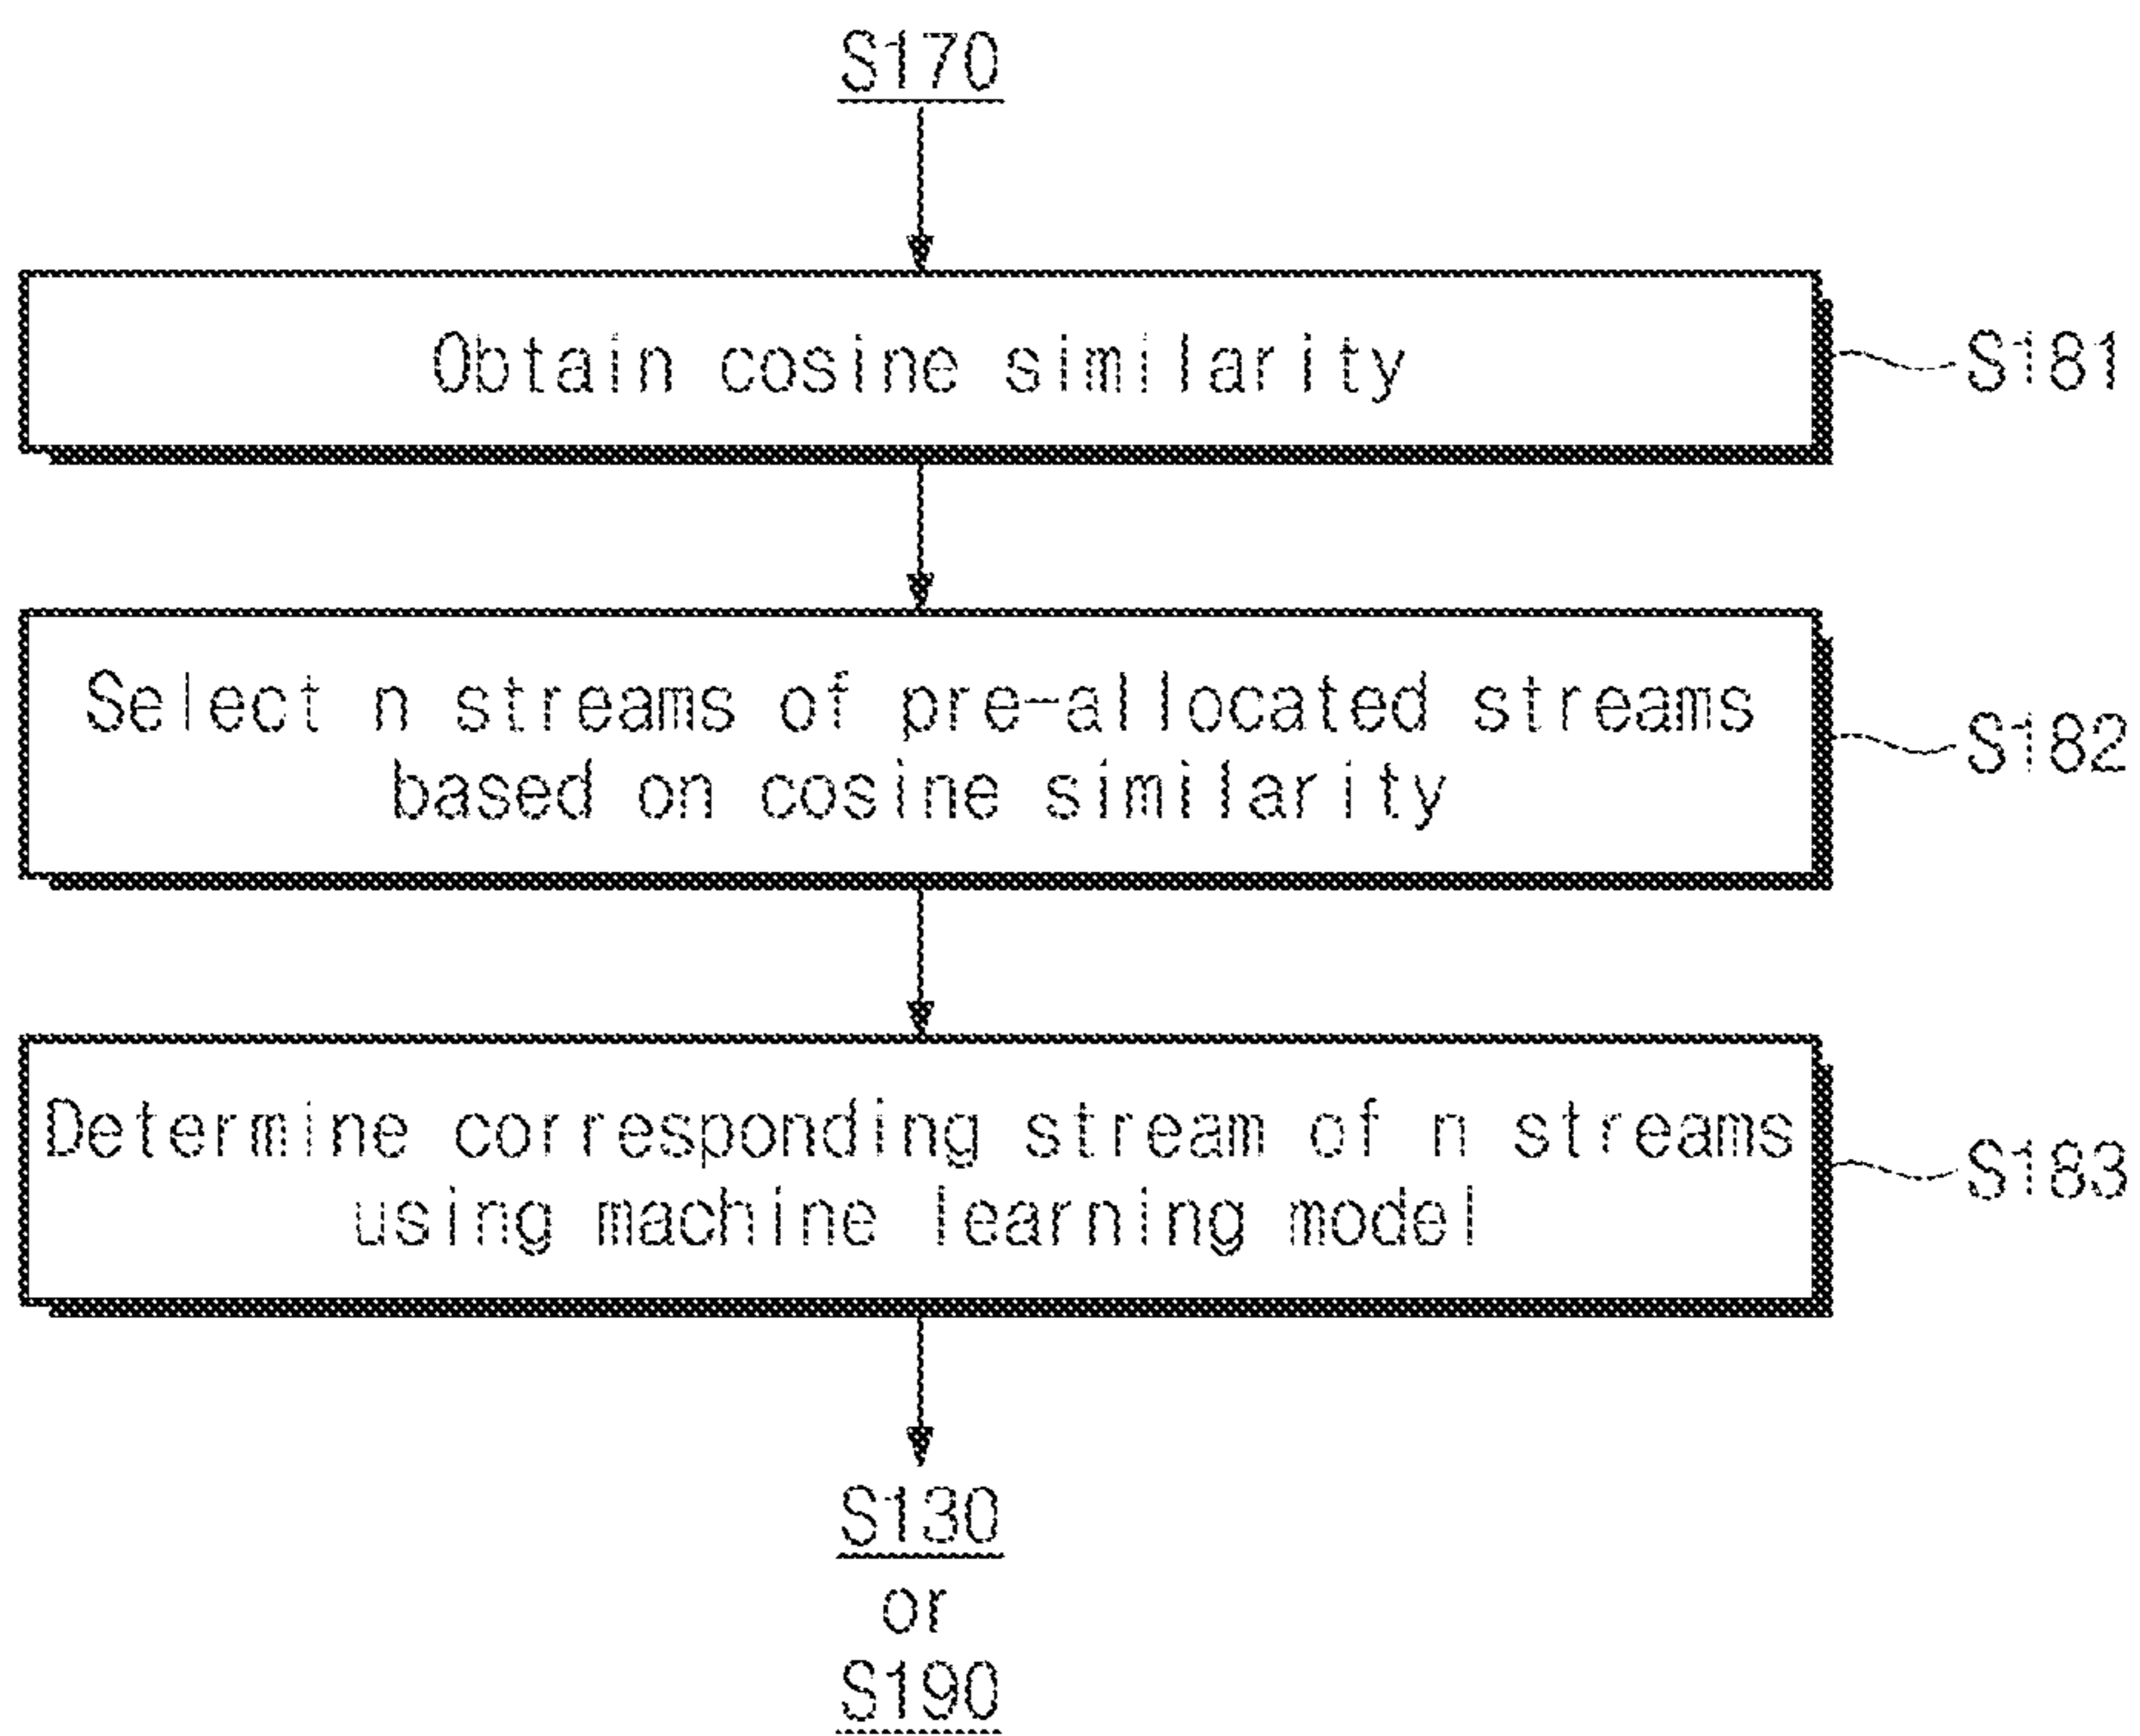 S170
Obtain cosine similarity
S181
Select n streams of pre-allocated streams
based on cosine similarity
S182
Determine corresponding stream of n streams
using machine learning model
S183
S130
or
S190